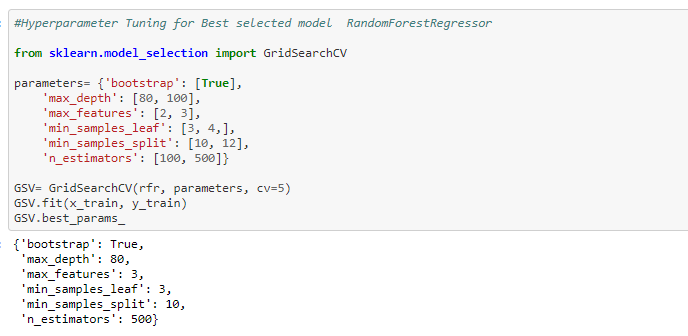 #Hyperparameter Tuning for Best selected model  RandomForestRegressor
from sklearn.model_selection import GridSearchCV
parameters= {'bootstrap': [True],
    'max_depth': [80, 100],
    'max_features': [2, 3],
    'min_samples_leaf': [3, 4,],
    'min_samples_split': [10, 12],
    'n_estimators': [100, 500]}
GSV= GridSearchCV(rfr, parameters, cv=5)
GSV.fit(x_train, y_train)
GSV.best_params_
{'bootstrap': True,
 'max_depth': 80,
 'max_features': 3,
 'min_samples_leaf': 3,
 'min_samples_split': 10,
 'n_estimators': 500}